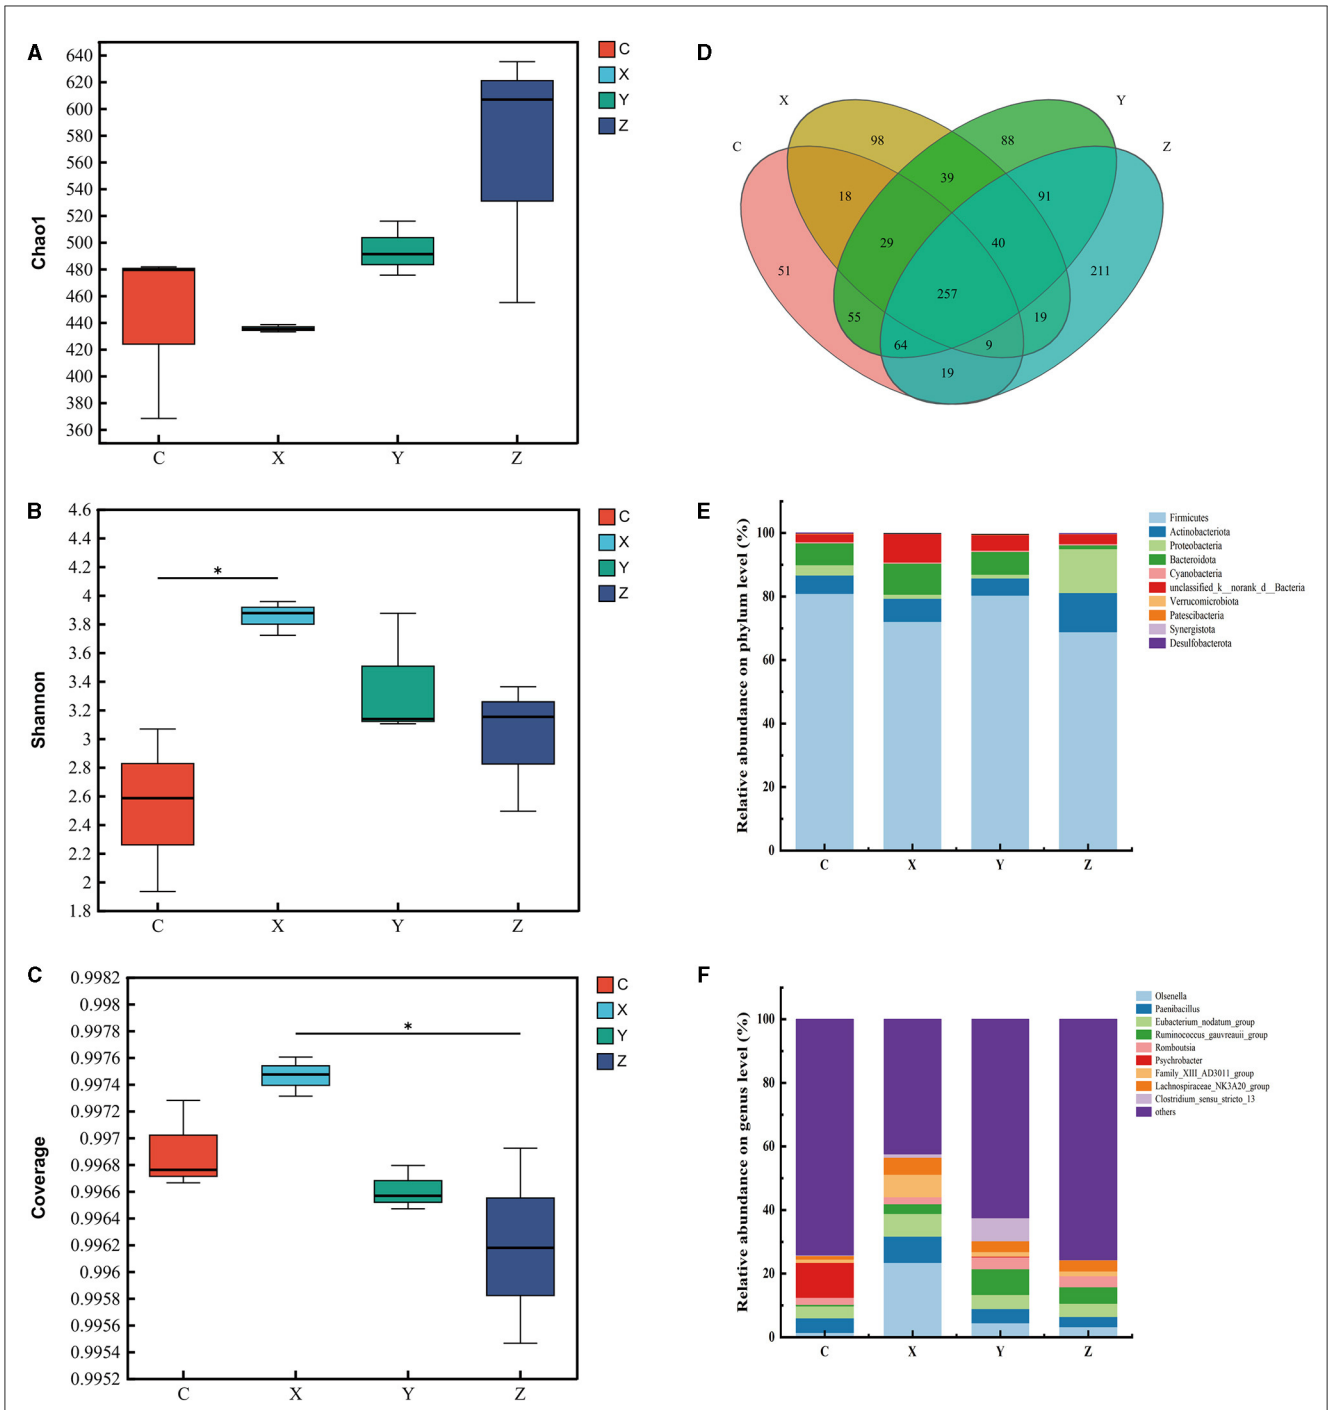 A
640
620
600
580
560
540
520
500
480
460
440
420
400
380
360
Chao1
C
X
Y
Z
C
X
Y
Z
B
4.6
4.4
4.2
4
3.8
3.6
3.4
3.2
3
2.8
2.6
2.4
2.2
2
1.8
Shannon
*
C
X
Y
Z
C
X
Y
Z
C
0.9982
0.998
0.9978
0.9976
0.9974
0.9972
0.997
0.9968
0.9966
0.9964
0.9962
0.996
0.9958
0.9956
0.9954
0.9952
Coverage
*
C
X
Y
Z
C
X
Y
Z
D
X
Y
C
Z
98
88
39
18
91
29
40
51
211
257
55
19
64
9
19
E
100
80
60
40
20
0
Relative abundance on phylum level (%)
C
X
Y
Z
Firmicutes
Actinobacteriota
Proteobacteria
Bacteroidota
Cyanobacteria
unclassified_k__norank_d__Bacteria
Verrucomicrobiota
Patescibacteria
Synergistota
Desulfobacterota
F
100
80
60
40
20
0
Relative abundance on genus level (%)
C
X
Y
Z
Olsenella
Paenibacillus
Eubacterium_nodatum_group
Ruminococcus_gauvreauii_group
Romboutsia
Psychrobacter
Family_XIII_AD3011_group
Lachnospiraceae_NK3A20_group
Clostridium_sensu_stricto_13
others